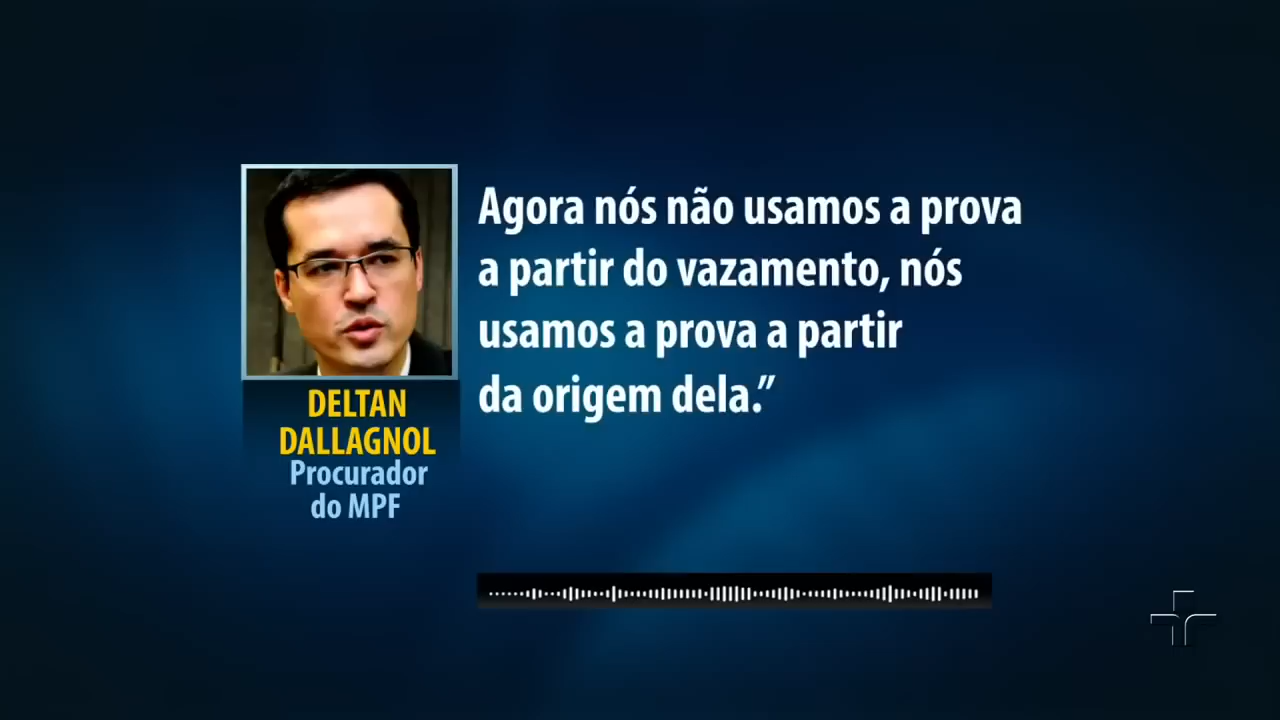 Agora nós não usamos a prova
a partir do vazamento, nós
usamos a prova a partir
da origem dela.”
DELTAN
DALLAGNOL
Procurador
do MPF